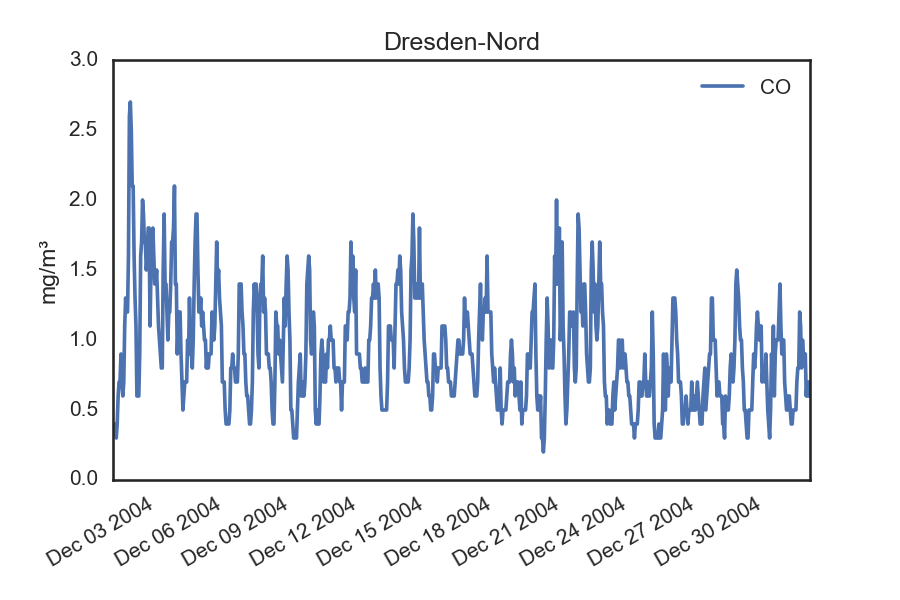 Dresden-Nord
CO
mg/m³
3.0
2.5
2.0
1.5
1.0
0.5
0.0
Dec 03 2004
Dec 06 2004
Dec 09 2004
Dec 12 2004
Dec 15 2004
Dec 18 2004
Dec 21 2004
Dec 24 2004
Dec 27 2004
Dec 30 2004